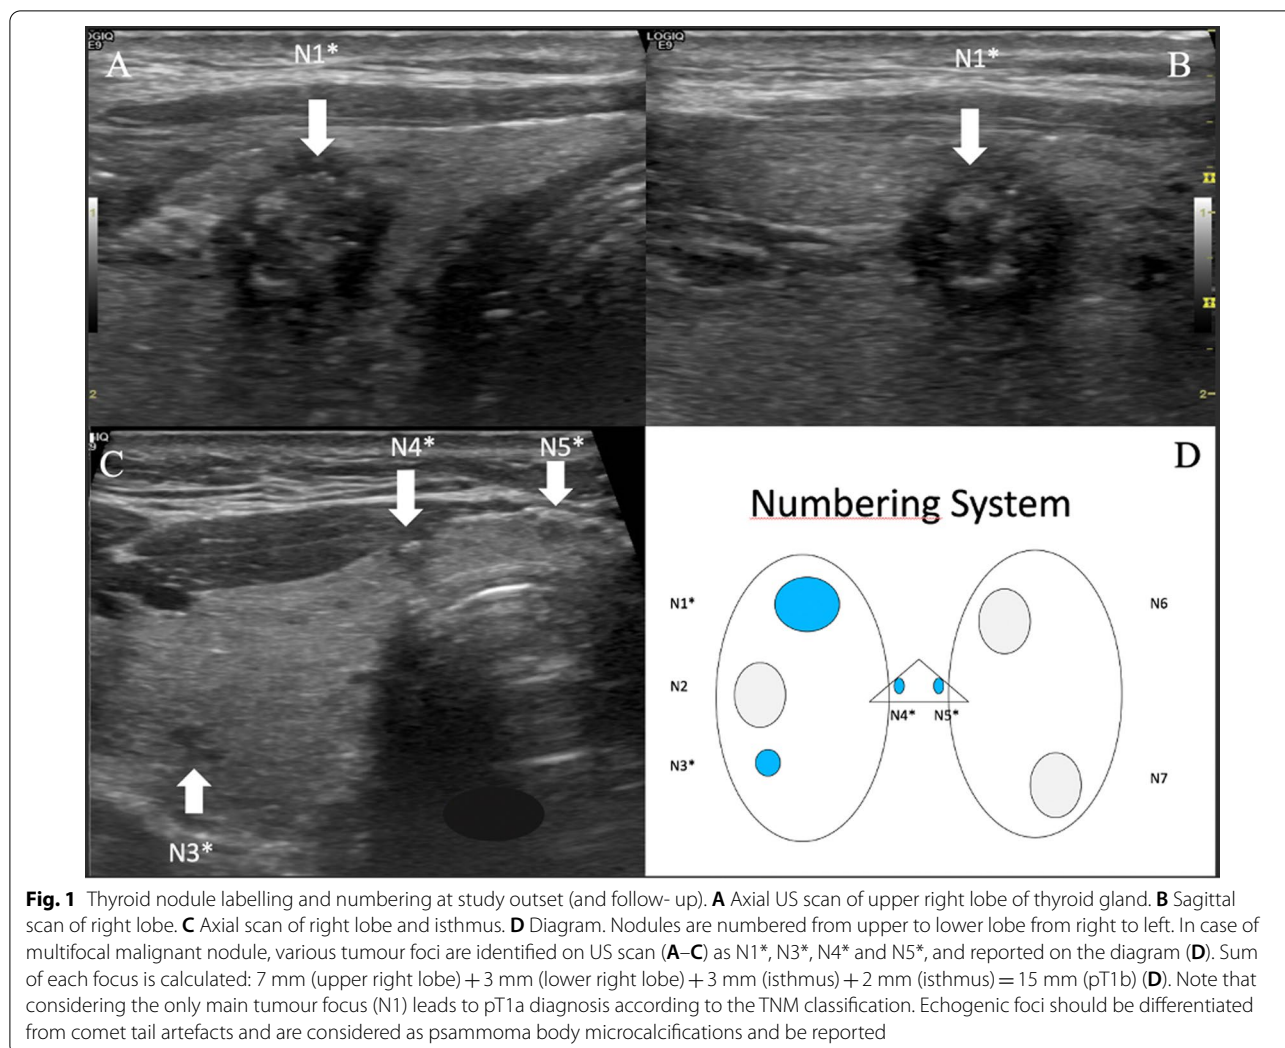 LOGIQ
E9
A
N1*
1
2
LOGIQ
E9
N1*
B
1
2
C
N4*
N5*
N3*
D
Numbering System
N1*
N6
N2
N4*
N5*
N3*
N7
Fig. 1 Thyroid nodule labelling and numbering at study outset (and follow- up). A Axial US scan of upper right lobe of thyroid gland. B Sagittal
scan of right lobe. C Axial scan of right lobe and isthmus. D Diagram. Nodules are numbered from upper to lower lobe from right to left. In case of
multifocal malignant nodule, various tumour foci are identified on US scan (A–C) as N1*, N3*, N4* and N5*, and reported on the diagram (D). Sum
of each focus is calculated: 7 mm (upper right lobe) + 3 mm (lower right lobe) + 3 mm (isthmus) + 2 mm (isthmus) = 15 mm (pT1b) (D). Note that
considering the only main tumour focus (N1) leads to pT1a diagnosis according to the TNM classification. Echogenic foci should be differentiated
from comet tail artefacts and are considered as psammoma body microcalcifications and be reported